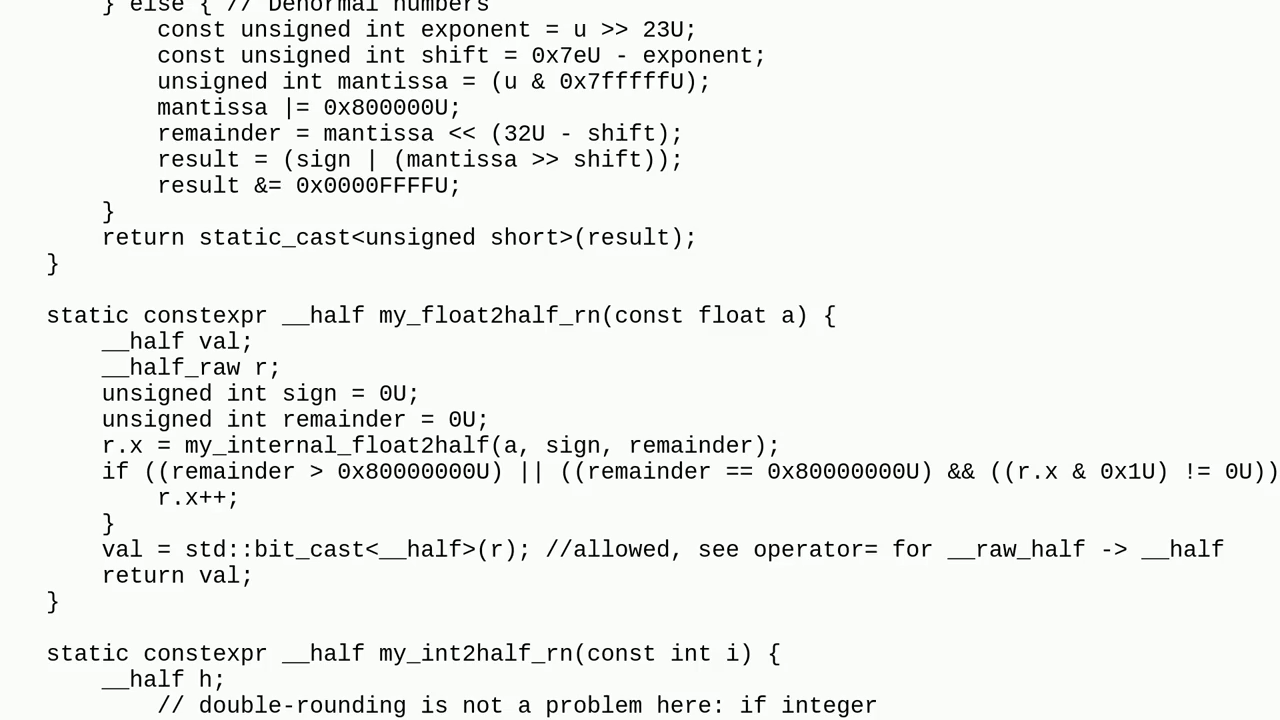 } else { // Denormal numbers
const unsigned int exponent = u >> 23U;
const unsigned int shift = 0x7eU - exponent;
unsigned int mantissa = (u & 0x7fffffU);
mantissa |= 0x800000U;
remainder = mantissa << (32U - shift);
result = (sign | (mantissa >> shift));
result &= 0x0000FFFFU;
}
return static_cast<unsigned short>(result);
}
static constexpr __half my_float2half_rn(const float a) {
__half val;
__half_raw r;
unsigned int sign = 0U;
unsigned int remainder = 0U;
r.x = my_internal_float2half(a, sign, remainder);
if ((remainder > 0x80000000U) || ((remainder == 0x80000000U) && ((r.x & 0x1U) != 0U))
r.x++;
}
val = std::bit_cast<__half>(r); //allowed, see operator= for __raw_half -> __half
return val;
}
static constexpr __half my_int2half_rn(const int i) {
__half h;
// double-rounding is not a problem here: if integer